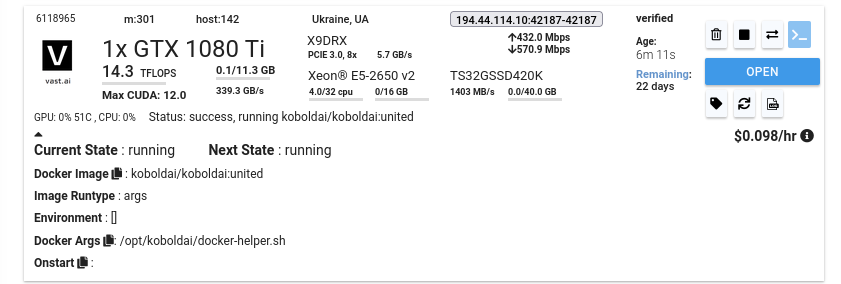 6118965 m:301 host:142 Ukraine, UA 194.44.114.10:42187-42187 verified
V
vast.ai
1x GTX 1080 Ti
14.3 TFLOPS 0.1/11.3 GB
Max CUDA: 12.0 339.3 GB/s
X9DRX
PCIE 3.0, 8x 5.7 GB/s
Xeon® E5-2650 v2
4.0/32 cpu 0/16 GB
↑432.0 Mbps
↓570.9 Mbps
TS32GSSD420K
1403 MB/s 0.0/40.0 GB
Age:
6m 11s
Remaining:
22 days
>_
OPEN
$0.098/hr
GPU: 0% 51C , CPU: 0% Status: success, running koboldai/koboldai:united
Current State : running Next State : running
Docker Image : koboldai/koboldai:united
Image Runtype : args
Environment : []
Docker Args : /opt/koboldai/docker-helper.sh
Onstart :